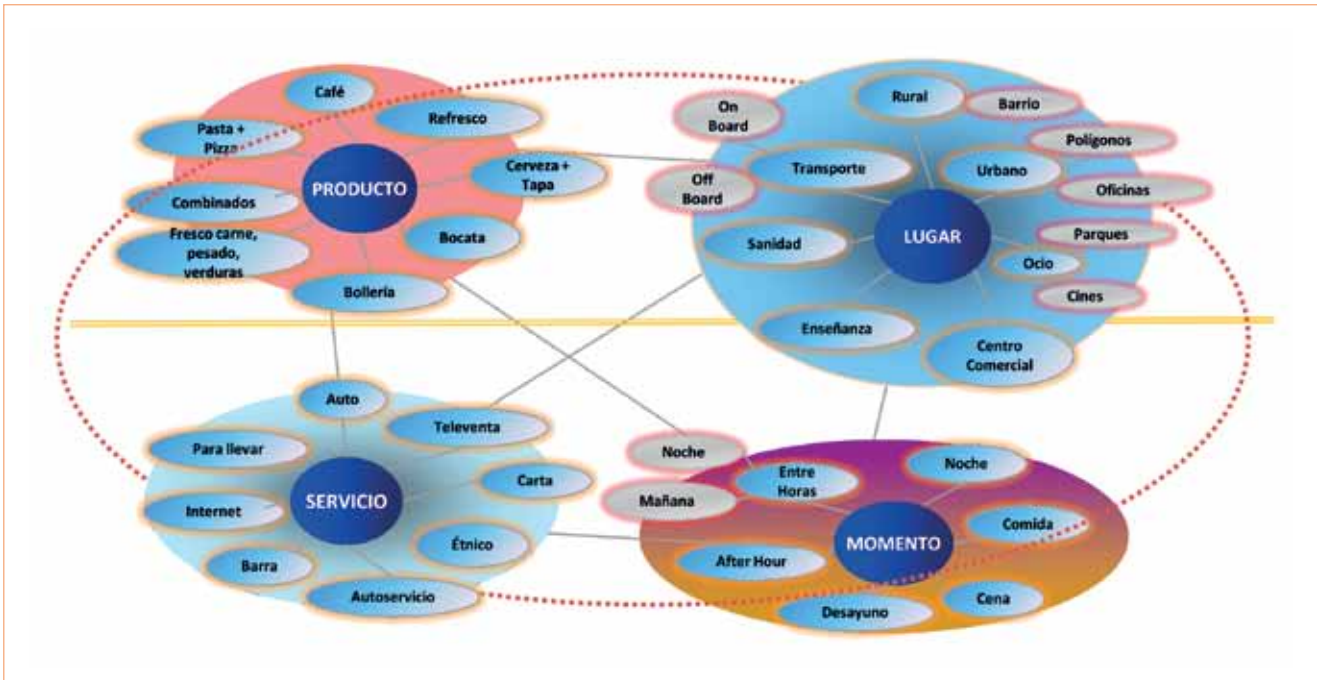 Café
Refresco
Pasta +
Pizza
Cerveza +
Tapa
PRODUCTO
Combinados
Bocata
Fresco carne,
pesado,
verduras
Bollería
Rural
Barrio
On
Board
Polígonos
Transporte
Urbano
Off
Board
Oficinas
Sanidad
LUGAR
Parques
Ocio
Cines
Enseñanza
Centro
Comercial
Auto
Televenta
Para llevar
Carta
SERVICIO
Internet
Étnico
Barra
Autoservicio
Noche
Entre
Horas
Noche
Mañana
Comida
MOMENTO
After Hour
Cena
Desayuno